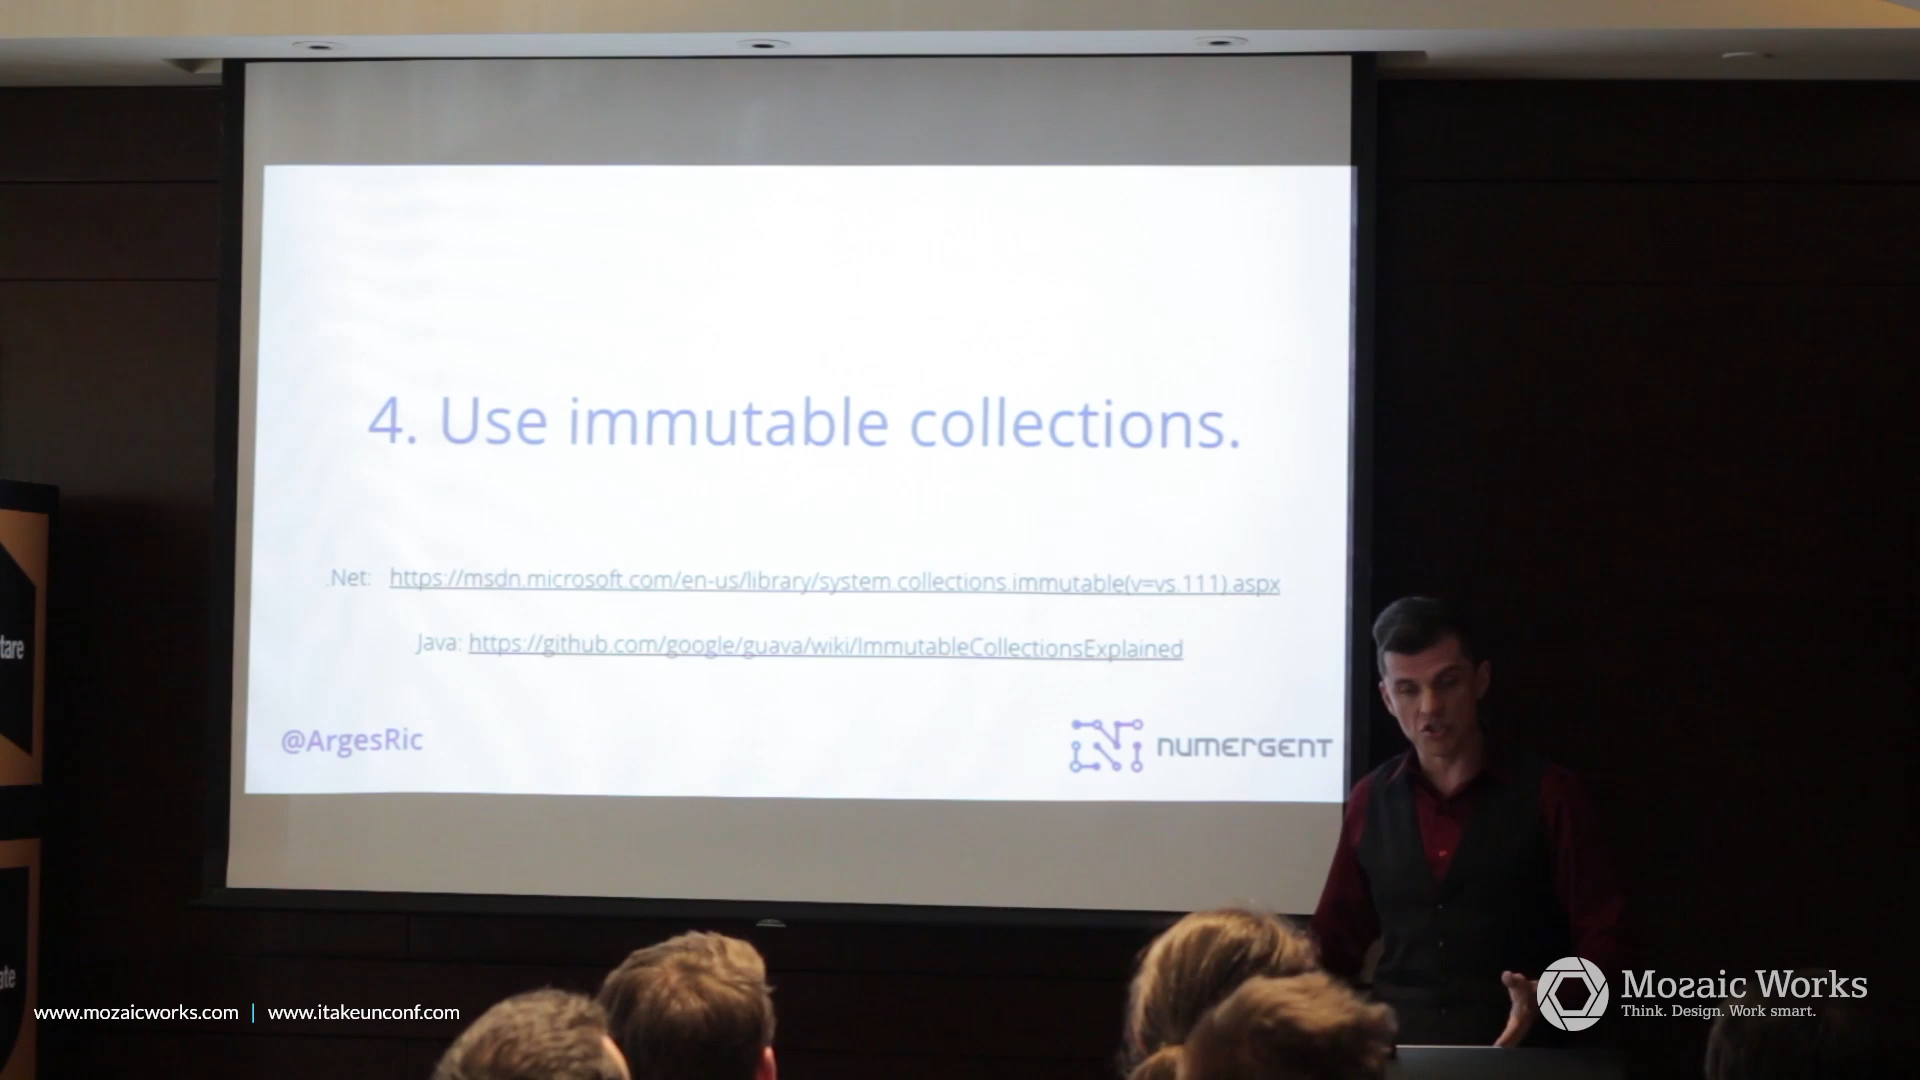 4. Use immutable collections.
.Net: https://msdn.microsoft.com/en-us/library/system.collections.immutable(v=vs.111).aspx
Java: https://github.com/google/guava/wiki/ImmutableCollectionsExplained
@ArgesRic
NUMERGENT
tare
ate
www.mozaicworks.com | www.itakeunconf.com
Mozaic Works
Think. Design. Work smart.